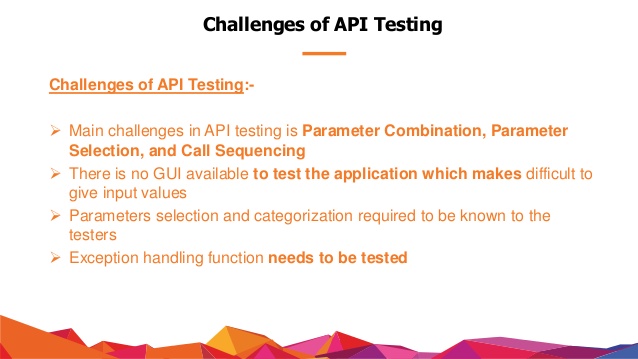 Challenges of API Testing
Challenges of API Testing:-
➢ Main challenges in API testing is Parameter Combination, Parameter
Selection, and Call Sequencing
➢ There is no GUI available to test the application which makes difficult to
give input values
➢ Parameters selection and categorization required to be known to the
testers
➢ Exception handling function needs to be tested